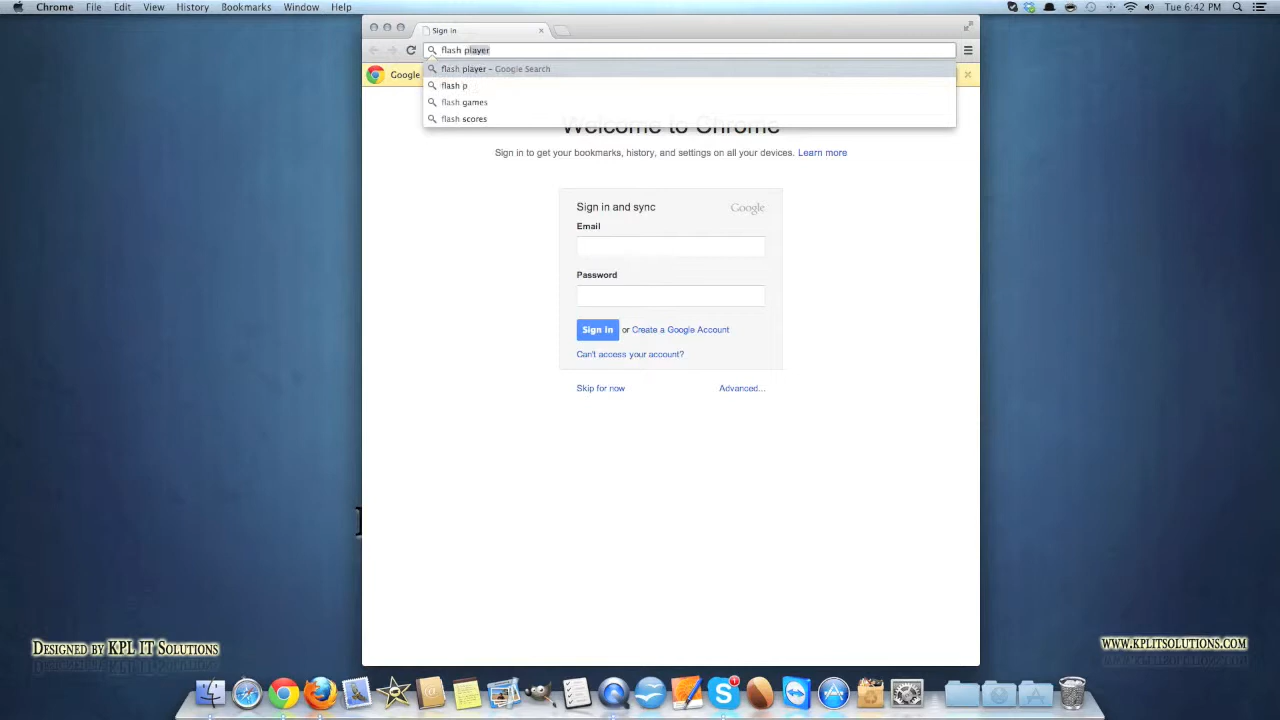 Chrome File Edit View History Bookmarks Window Help Tue 6:42 PM
Sign in
flash player
Google
flash player - Google Search
flash p
flash games
flash scores
Welcome to Chrome
Sign in to get your bookmarks, history, and settings on all your devices. Learn more
Sign in and sync Google
Email
Password
Sign in or Create a Google Account
Can't access your account?
Skip for now Advanced...
DESIGNED BY KPL IT SOLUTIONS
WWW.KPLITSOLUTIONS.COM
1